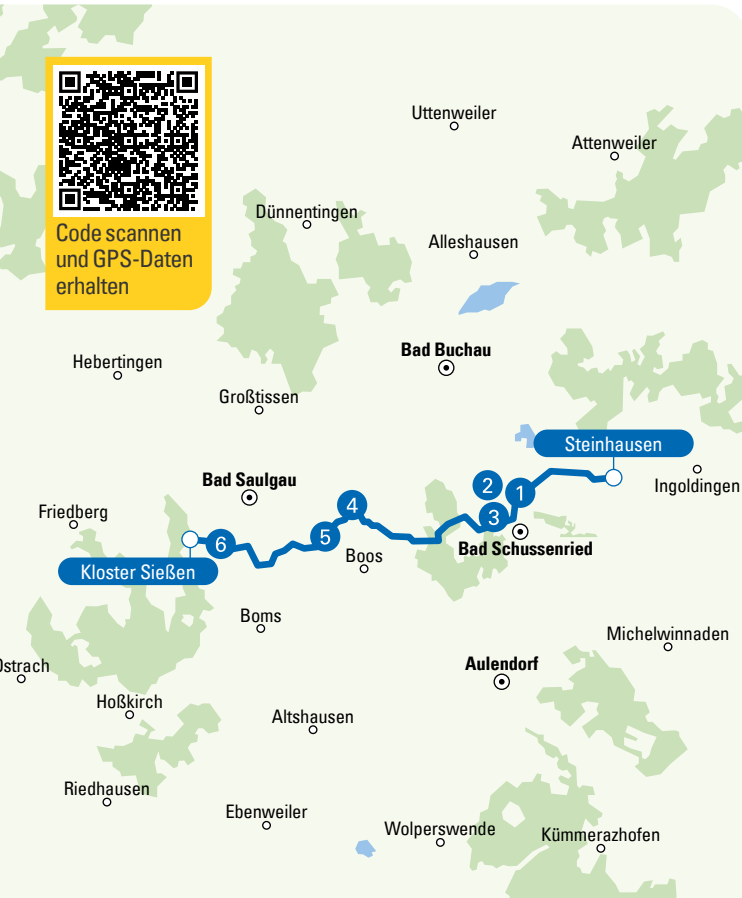 Uttenweiler
Attenweiler
Code scannen
und GPS-Daten
erhalten
Dünnentingen
Alleshausen
Bad Buchau
Hebertingen
Großtissen
Steinhausen
Ingoldingen
Bad Saulgau
2
1
4
3
Friedberg
5
6
Bad Schussenried
Boos
Kloster Sießen
Boms
Michelwinnaden
Ostrach
Aulendorf
Hoßkirch
Altshausen
Riedhausen
Ebenweiler
Wolperswende
Kümmerazhofen